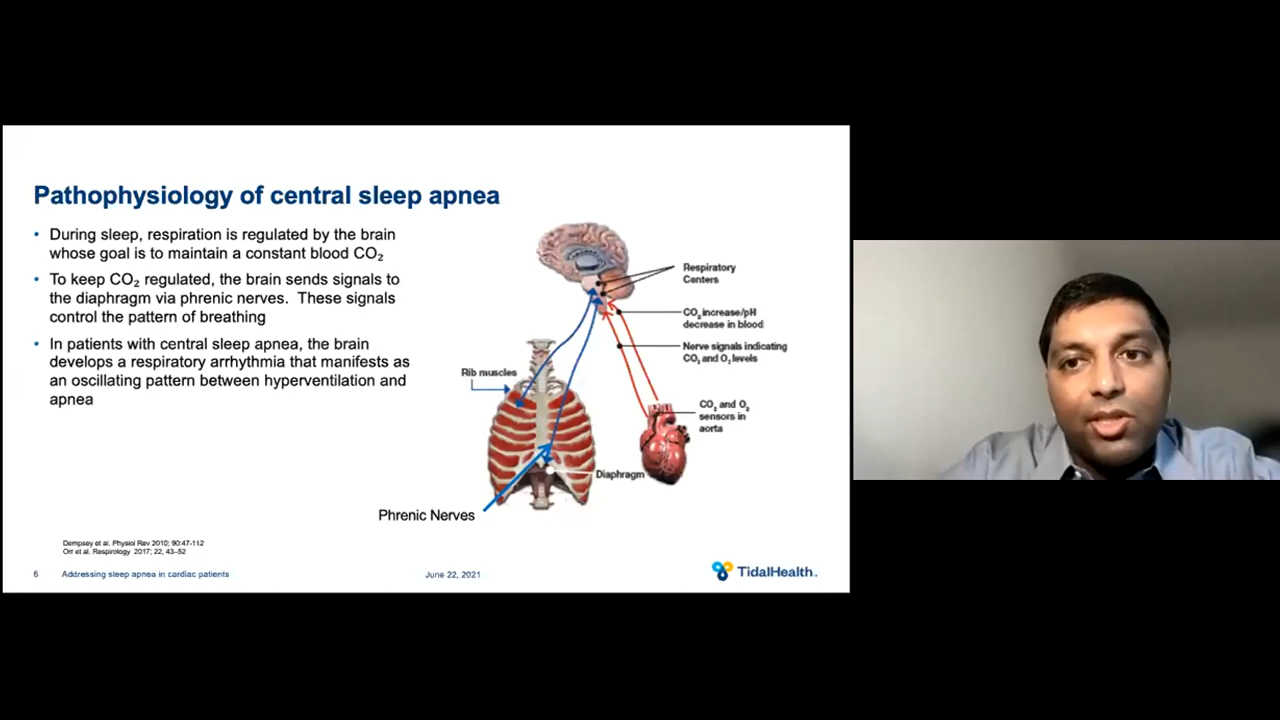 Pathophysiology of central sleep apnea
• During sleep, respiration is regulated by the brain
whose goal is to maintain a constant blood CO₂
• To keep CO₂ regulated, the brain sends signals to
the diaphragm via phrenic nerves. These signals
control the pattern of breathing
• In patients with central sleep apnea, the brain
develops a respiratory arrhythmia that manifests as
an oscillating pattern between hyperventilation and
apnea
Respiratory
Centers
CO₂ increase/pH
decrease in blood
Nerve signals indicating
CO₂ and O₂ levels
Rib muscles
CO₂ and O₂
sensors in
aorta
Diaphragm
Phrenic Nerves
Dempsey et al. Physiol Rev 2010; 90:47-112
Orr et al. Respirology 2017; 22, 43–52
6 Addressing sleep apnea in cardiac patients
June 22, 2021
TidalHealth™